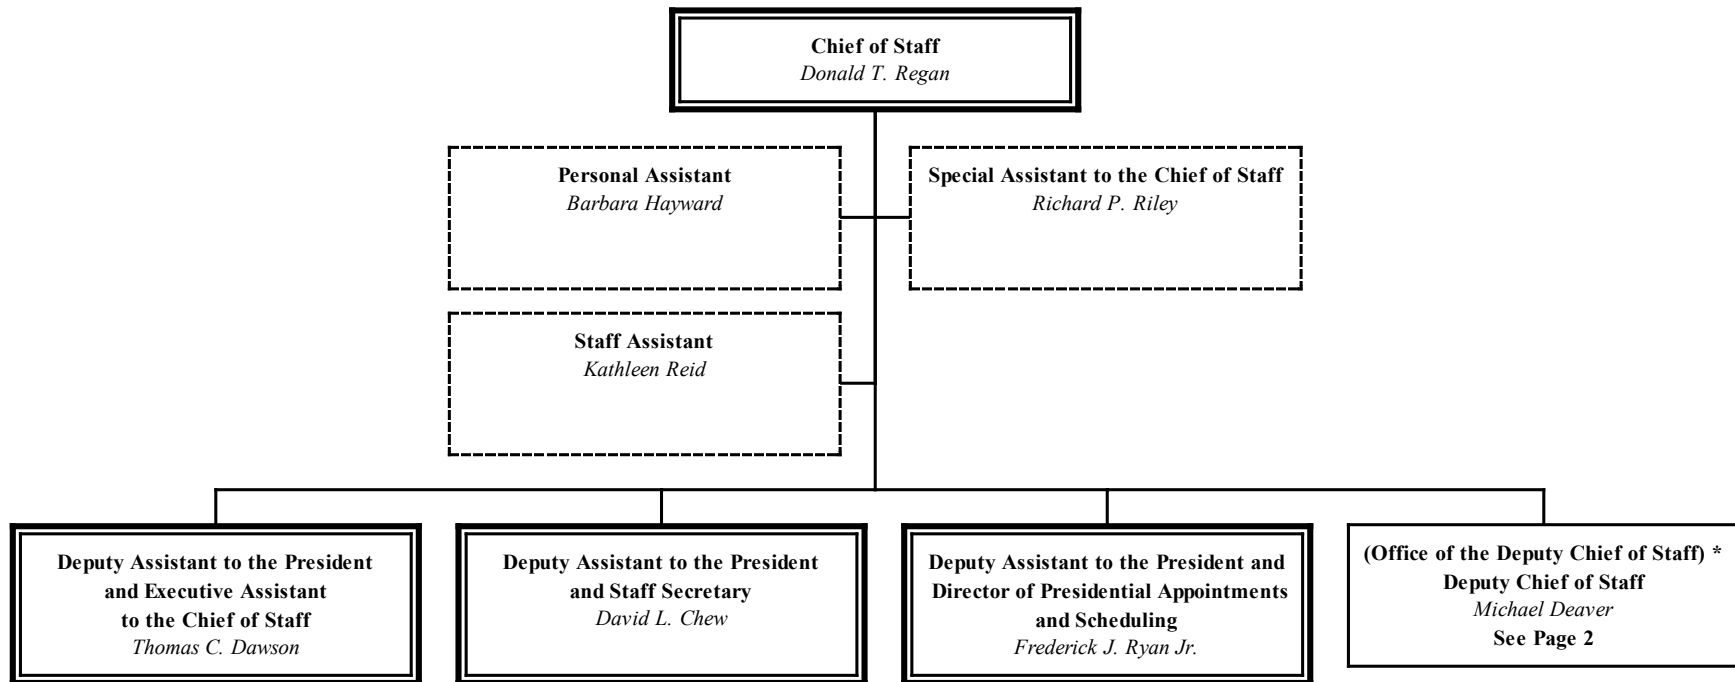 Chief of Staff
Donald T. Regan
Personal Assistant
Barbara Hayward
Special Assistant to the Chief of Staff
Richard P. Riley
Staff Assistant
Kathleen Reid
Deputy Assistant to the President
and Executive Assistant
to the Chief of Staff
Thomas C. Dawson
Deputy Assistant to the President
and Staff Secretary
David L. Chew
Deputy Assistant to the President and
Director of Presidential Appointments
and Scheduling
Frederick J. Ryan Jr.
(Office of the Deputy Chief of Staff) *
Deputy Chief of Staff
Michael Deaver
See Page 2